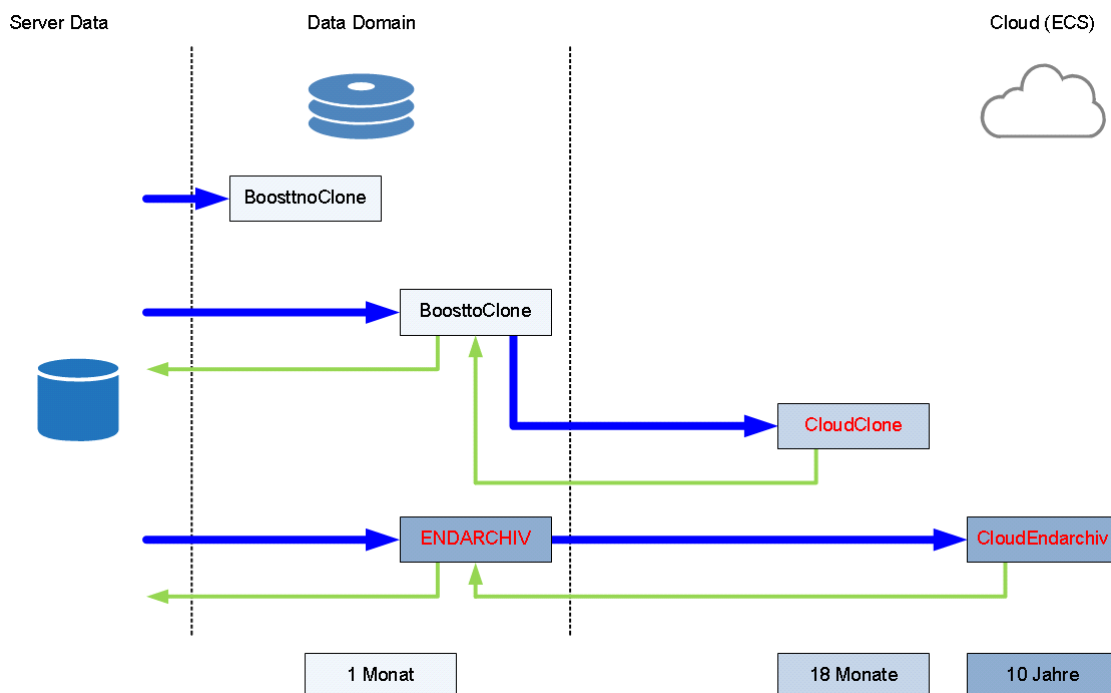 Server Data
Data Domain
Cloud (ECS)
BoosttnoClone
BoosttoClone
CloudClone
ENDARCHIV
CloudEndarchiv
1 Monat
18 Monate
10 Jahre